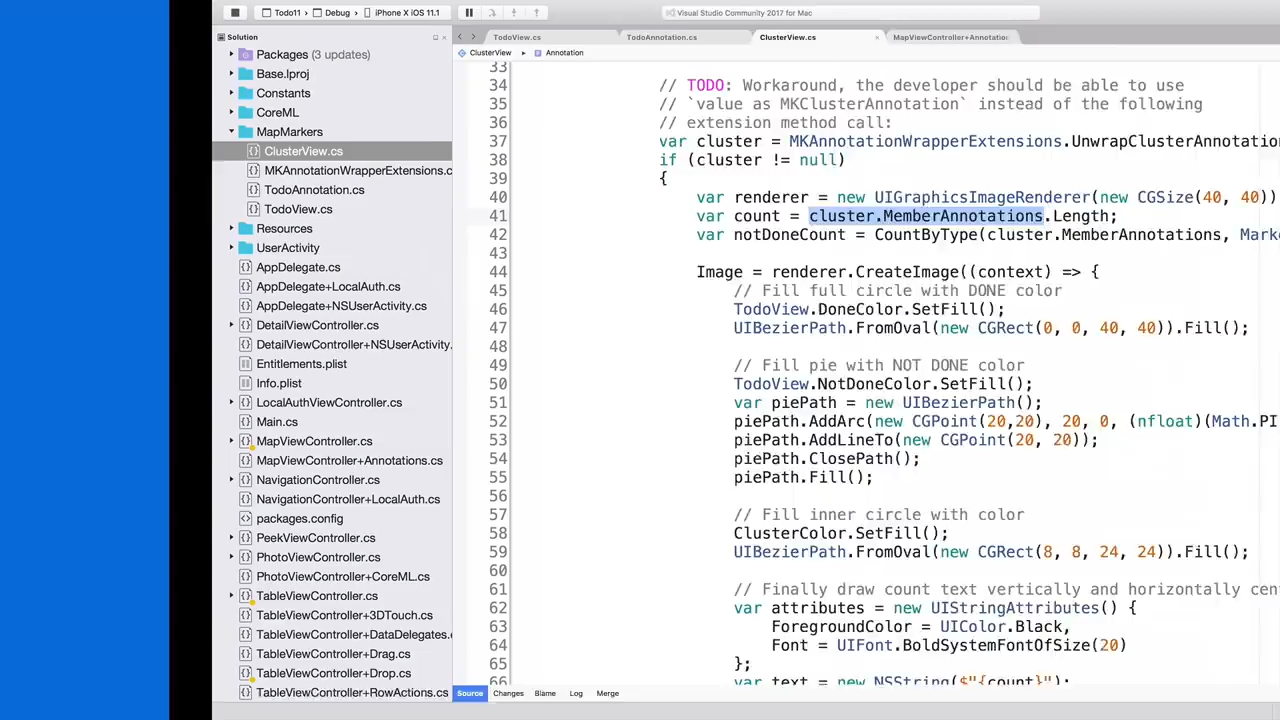 Todo11 › Debug › iPhone X iOS 11.1
Visual Studio Community 2017 for Mac
Solution
Packages (3 updates)
Base.lproj
Constants
CoreML
MapMarkers
ClusterView.cs
MKAnnotationWrapperExtensions.c
TodoAnnotation.cs
TodoView.cs
Resources
UserActivity
AppDelegate.cs
AppDelegate+LocalAuth.cs
AppDelegate+NSUserActivity.cs
DetailViewController.cs
DetailViewController+NSUserActivity.
Entitlements.plist
Info.plist
LocalAuthViewController.cs
Main.cs
MapViewController.cs
MapViewController+Annotations.cs
NavigationController.cs
NavigationController+LocalAuth.cs
packages.config
PeekViewController.cs
PhotoViewController.cs
PhotoViewController+CoreML.cs
TableViewController.cs
TableViewController+3DTouch.cs
TableViewController+DataDelegates.c
TableViewController+Drag.cs
TableViewController+Drop.cs
TableViewController+RowActions.cs
TodoView.cs TodoAnnotation.cs ClusterView.cs × MapViewController+Annotation
ClusterView ▸ Annotation
33
34 // TODO: Workaround, the developer should be able to use
35 // `value as MKClusterAnnotation` instead of the following
36 // extension method call:
37 var cluster = MKAnnotationWrapperExtensions.UnwrapClusterAnnotation
38 if (cluster != null)
39 {
40 var renderer = new UIGraphicsImageRenderer(new CGSize(40, 40))
41 var count = cluster.MemberAnnotations.Length;
42 var notDoneCount = CountByType(cluster.MemberAnnotations, Marke
43
44 Image = renderer.CreateImage((context) => {
45 // Fill full circle with DONE color
46 TodoView.DoneColor.SetFill();
47 UIBezierPath.FromOval(new CGRect(0, 0, 40, 40)).Fill();
48
49 // Fill pie with NOT DONE color
50 TodoView.NotDoneColor.SetFill();
51 var piePath = new UIBezierPath();
52 piePath.AddArc(new CGPoint(20,20), 20, 0, (nfloat)(Math.PI
53 piePath.AddLineTo(new CGPoint(20, 20));
54 piePath.ClosePath();
55 piePath.Fill();
56
57 // Fill inner circle with color
58 ClusterColor.SetFill();
59 UIBezierPath.FromOval(new CGRect(8, 8, 24, 24)).Fill();
60
61 // Finally draw count text vertically and horizontally cent
62 var attributes = new UIStringAttributes() {
63 ForegroundColor = UIColor.Black,
64 Font = UIFont.BoldSystemFontOfSize(20)
65 };
66 var text = new NSString($"{count}");
Source Changes Blame Log Merge